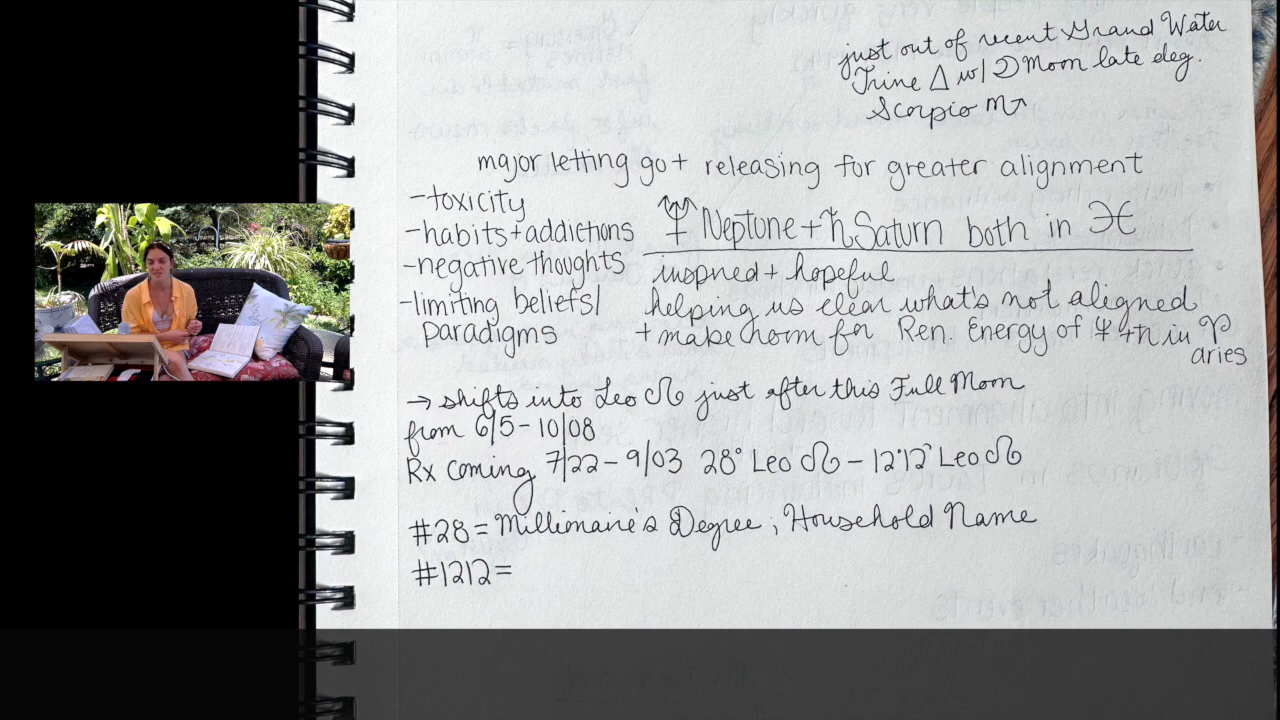 just out of recent Grand Water
Trine △ w/ ☽ Moon late deg.
Scorpio ♏
major letting go + releasing for greater alignment
-toxicity
-habits + addictions
-negative thoughts
-limiting beliefs/
paradigms
♆ Neptune + ♄ Saturn both in ♓
inspired + hopeful
helping us clear what's not aligned
+ make room for Ren. Energy of ♆ + ♄ in ♈
aries
→ shifts into Leo ♌ just after this Full Moon
from 6/5 - 10/08
Rx coming 7/22 - 9/03 28° Leo ♌ - 12°12' Leo ♌
#28 = Millionaire's Degree ; Household Name
#1212 =